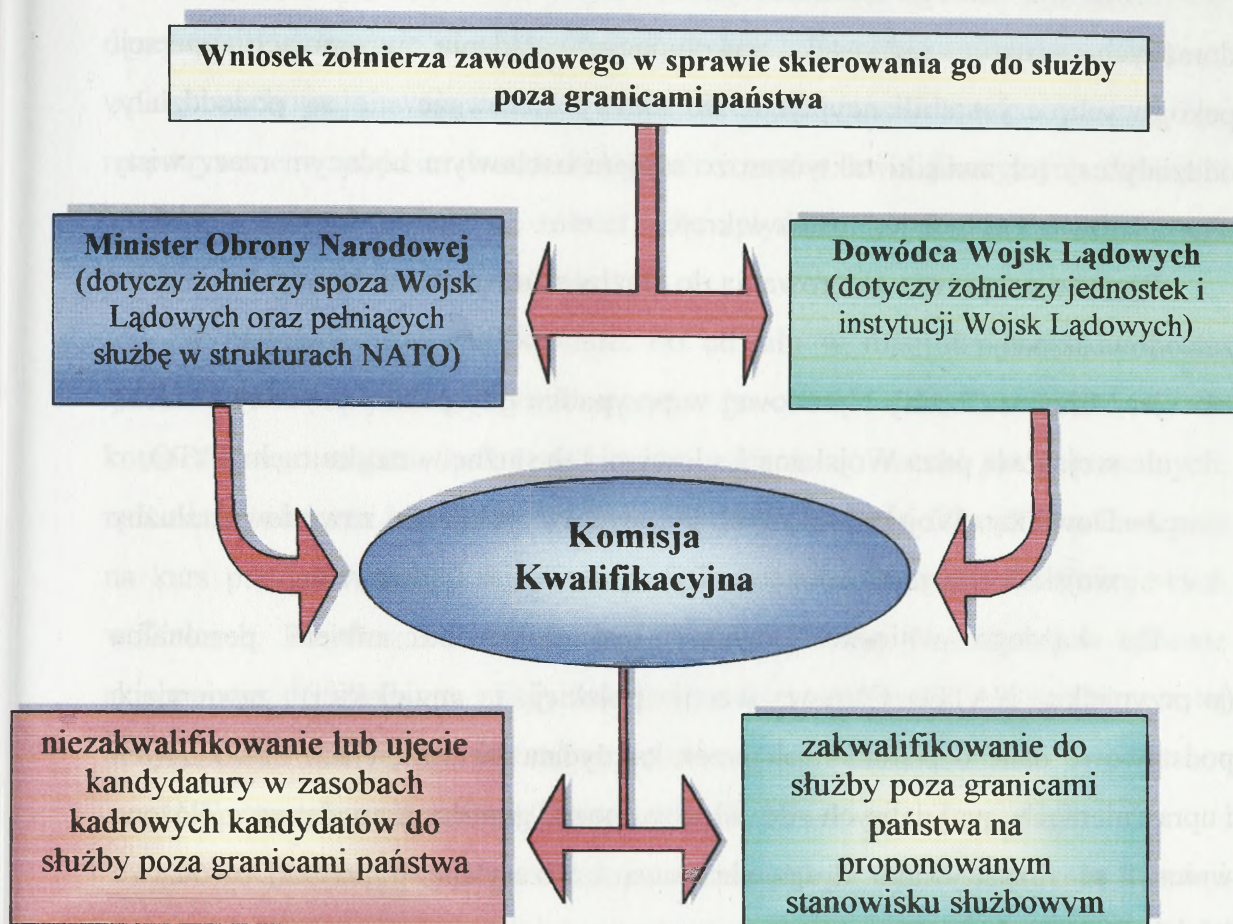 Wniosek żołnierza zawodowego w sprawie skierowania go do służby
poza granicami państwa
Minister Obrony Narodowej
(dotyczy żołnierzy spoza Wojsk
Lądowych oraz pełniących
służbę w strukturach NATO)
Dowódca Wojsk Lądowych
(dotyczy żołnierzy jednostek i
instytucji Wojsk Lądowych)
Komisja
Kwalifikacyjna
niezakwalifikowanie lub ujęcie
kandydatury w zasobach
kadrowych kandydatów do
służby poza granicami państwa
zakwalifikowanie do
służby poza granicami
państwa na
proponowanym
stanowisku służbowym